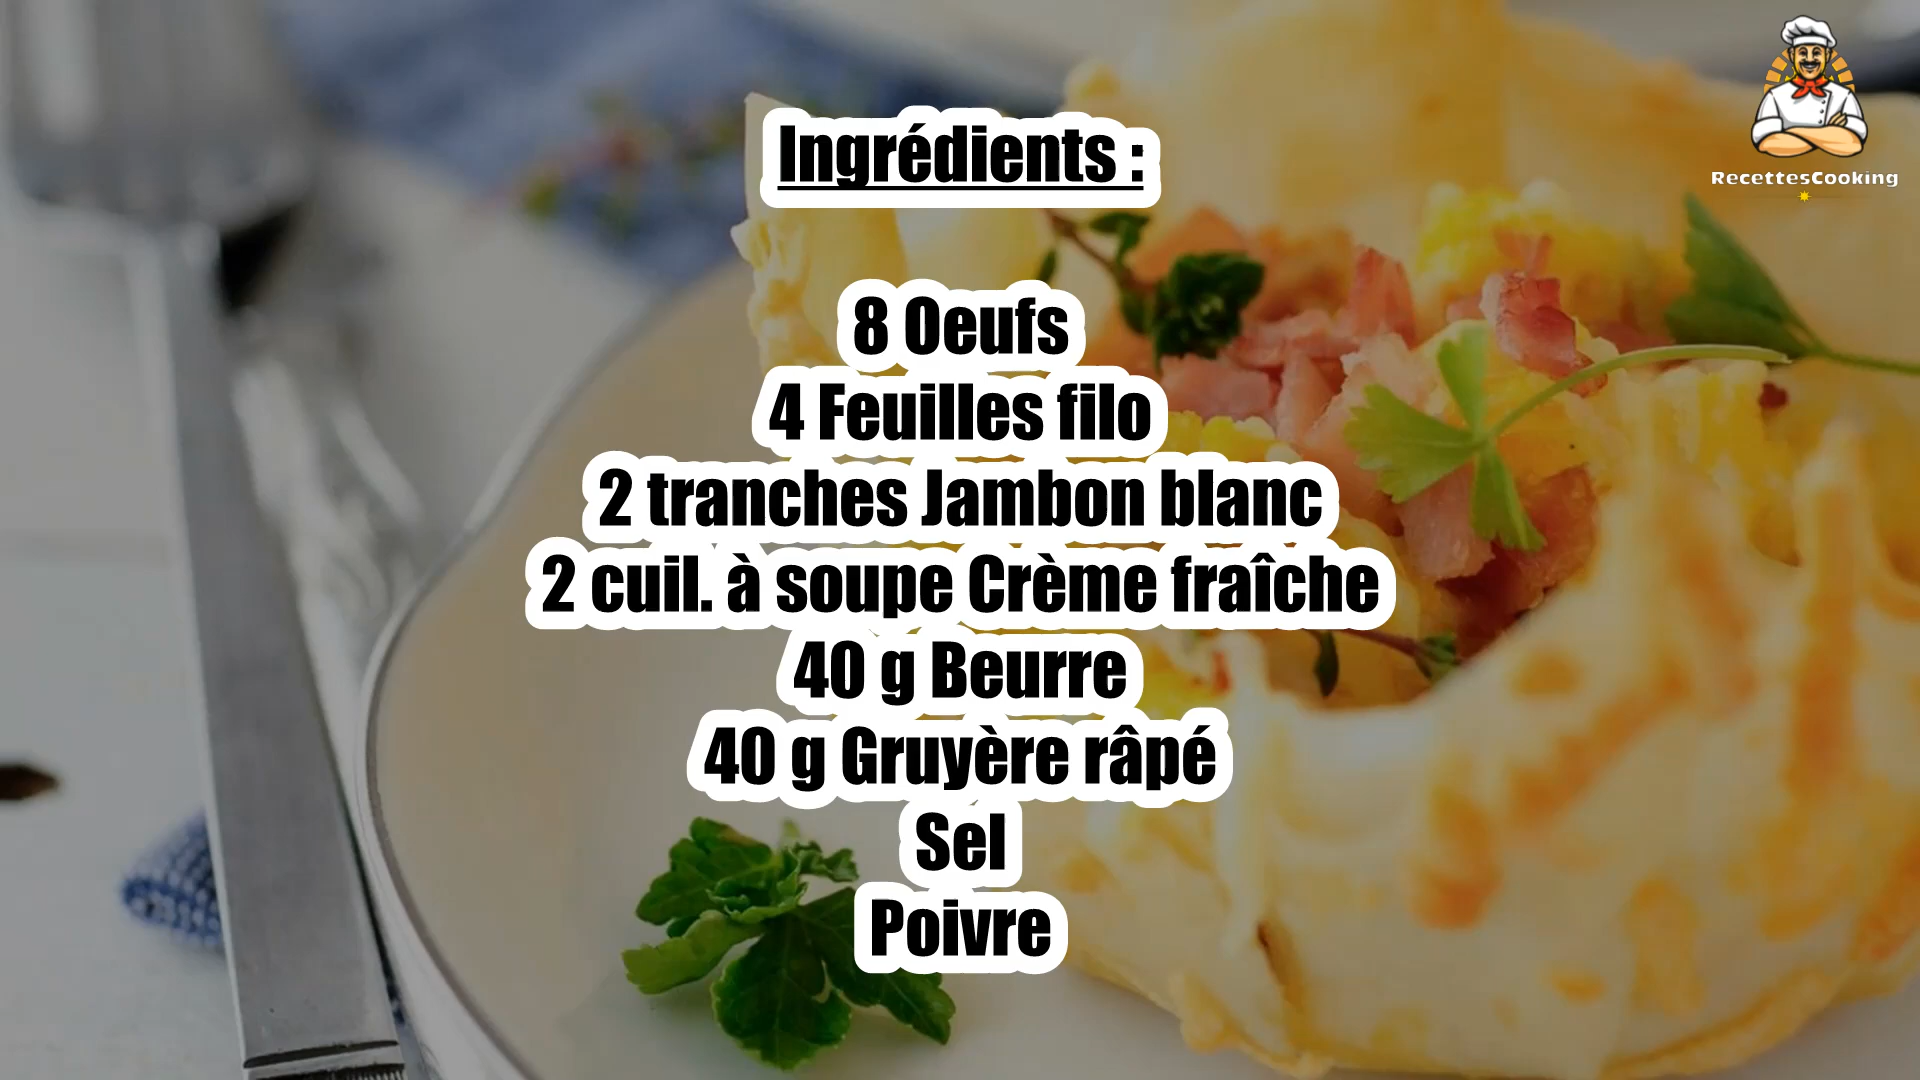 RecettesCooking
Ingrédients :
8 Oeufs
4 Feuilles filo
2 tranches Jambon blanc
2 cuil. à soupe Crème fraîche
40 g Beurre
40 g Gruyère râpé
Sel
Poivre